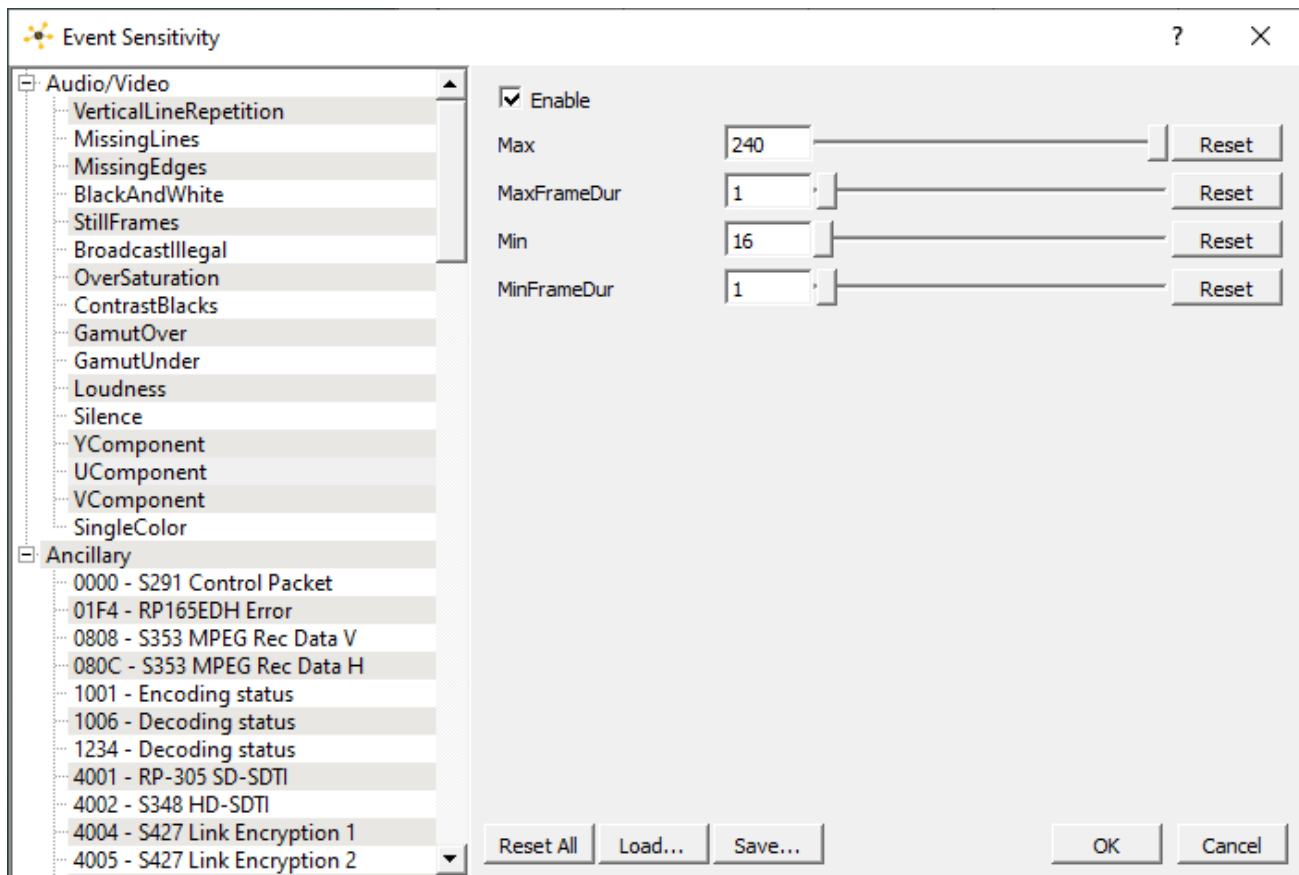 Event Sensitivity
?
Audio/Video
VerticalLineRepetition
MissingLines
MissingEdges
BlackAndWhite
StillFrames
BroadcastIllegal
OverSaturation
ContrastBlacks
GamutOver
GamutUnder
Loudness
Silence
YComponent
UComponent
VComponent
SingleColor
Ancillary
0000 - S291 Control Packet
01F4 - RP165EDH Error
0808 - S353 MPEG Rec Data V
080C - S353 MPEG Rec Data H
1001 - Encoding status
1006 - Decoding status
1234 - Decoding status
4001 - RP-305 SD-SDTI
4002 - S348 HD-SDTI
4004 - S427 Link Encryption 1
4005 - S427 Link Encryption 2
Enable
Max 240 Reset
MaxFrameDur 1 Reset
Min 16 Reset
MinFrameDur 1 Reset
Reset All Load... Save... OK Cancel